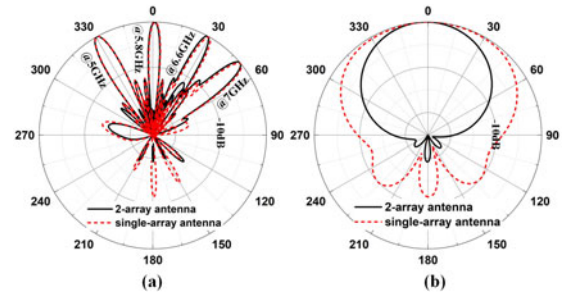 0
330
30
300
60
270
90
240
120
210
150
180
@5GHz
@5.8GHz
@6.6GHz
@7GHz
-10dB
2-array antenna
single-array antenna
(a)
0
330
30
300
60
270
90
240
120
210
150
180
-10dB
2-array antenna
single-array antenna
(b)